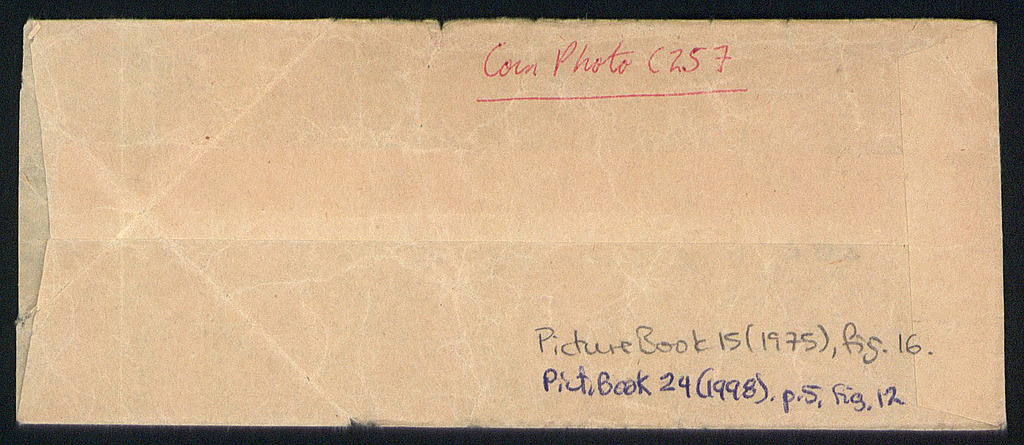 Corn Photo C257
Picture Book 15 (1975), fig. 16.
Pict. Book 24 (1998). p.5, fig. 12